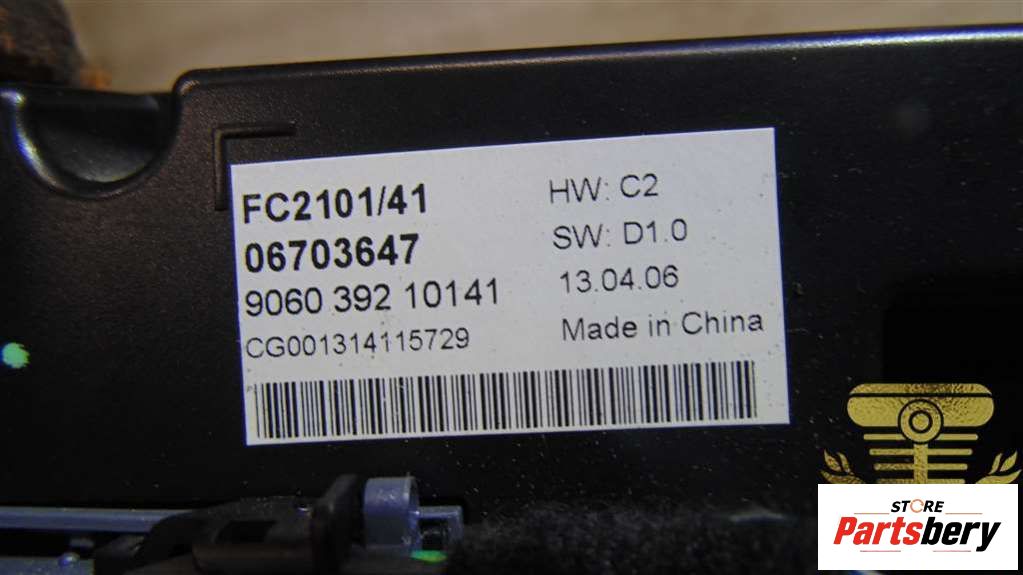 FC2101/41
06703647
9060 392 10141
CG001314115729
HW: C2
SW: D1.0
13.04.06
Made in China
STORE
Partsbery